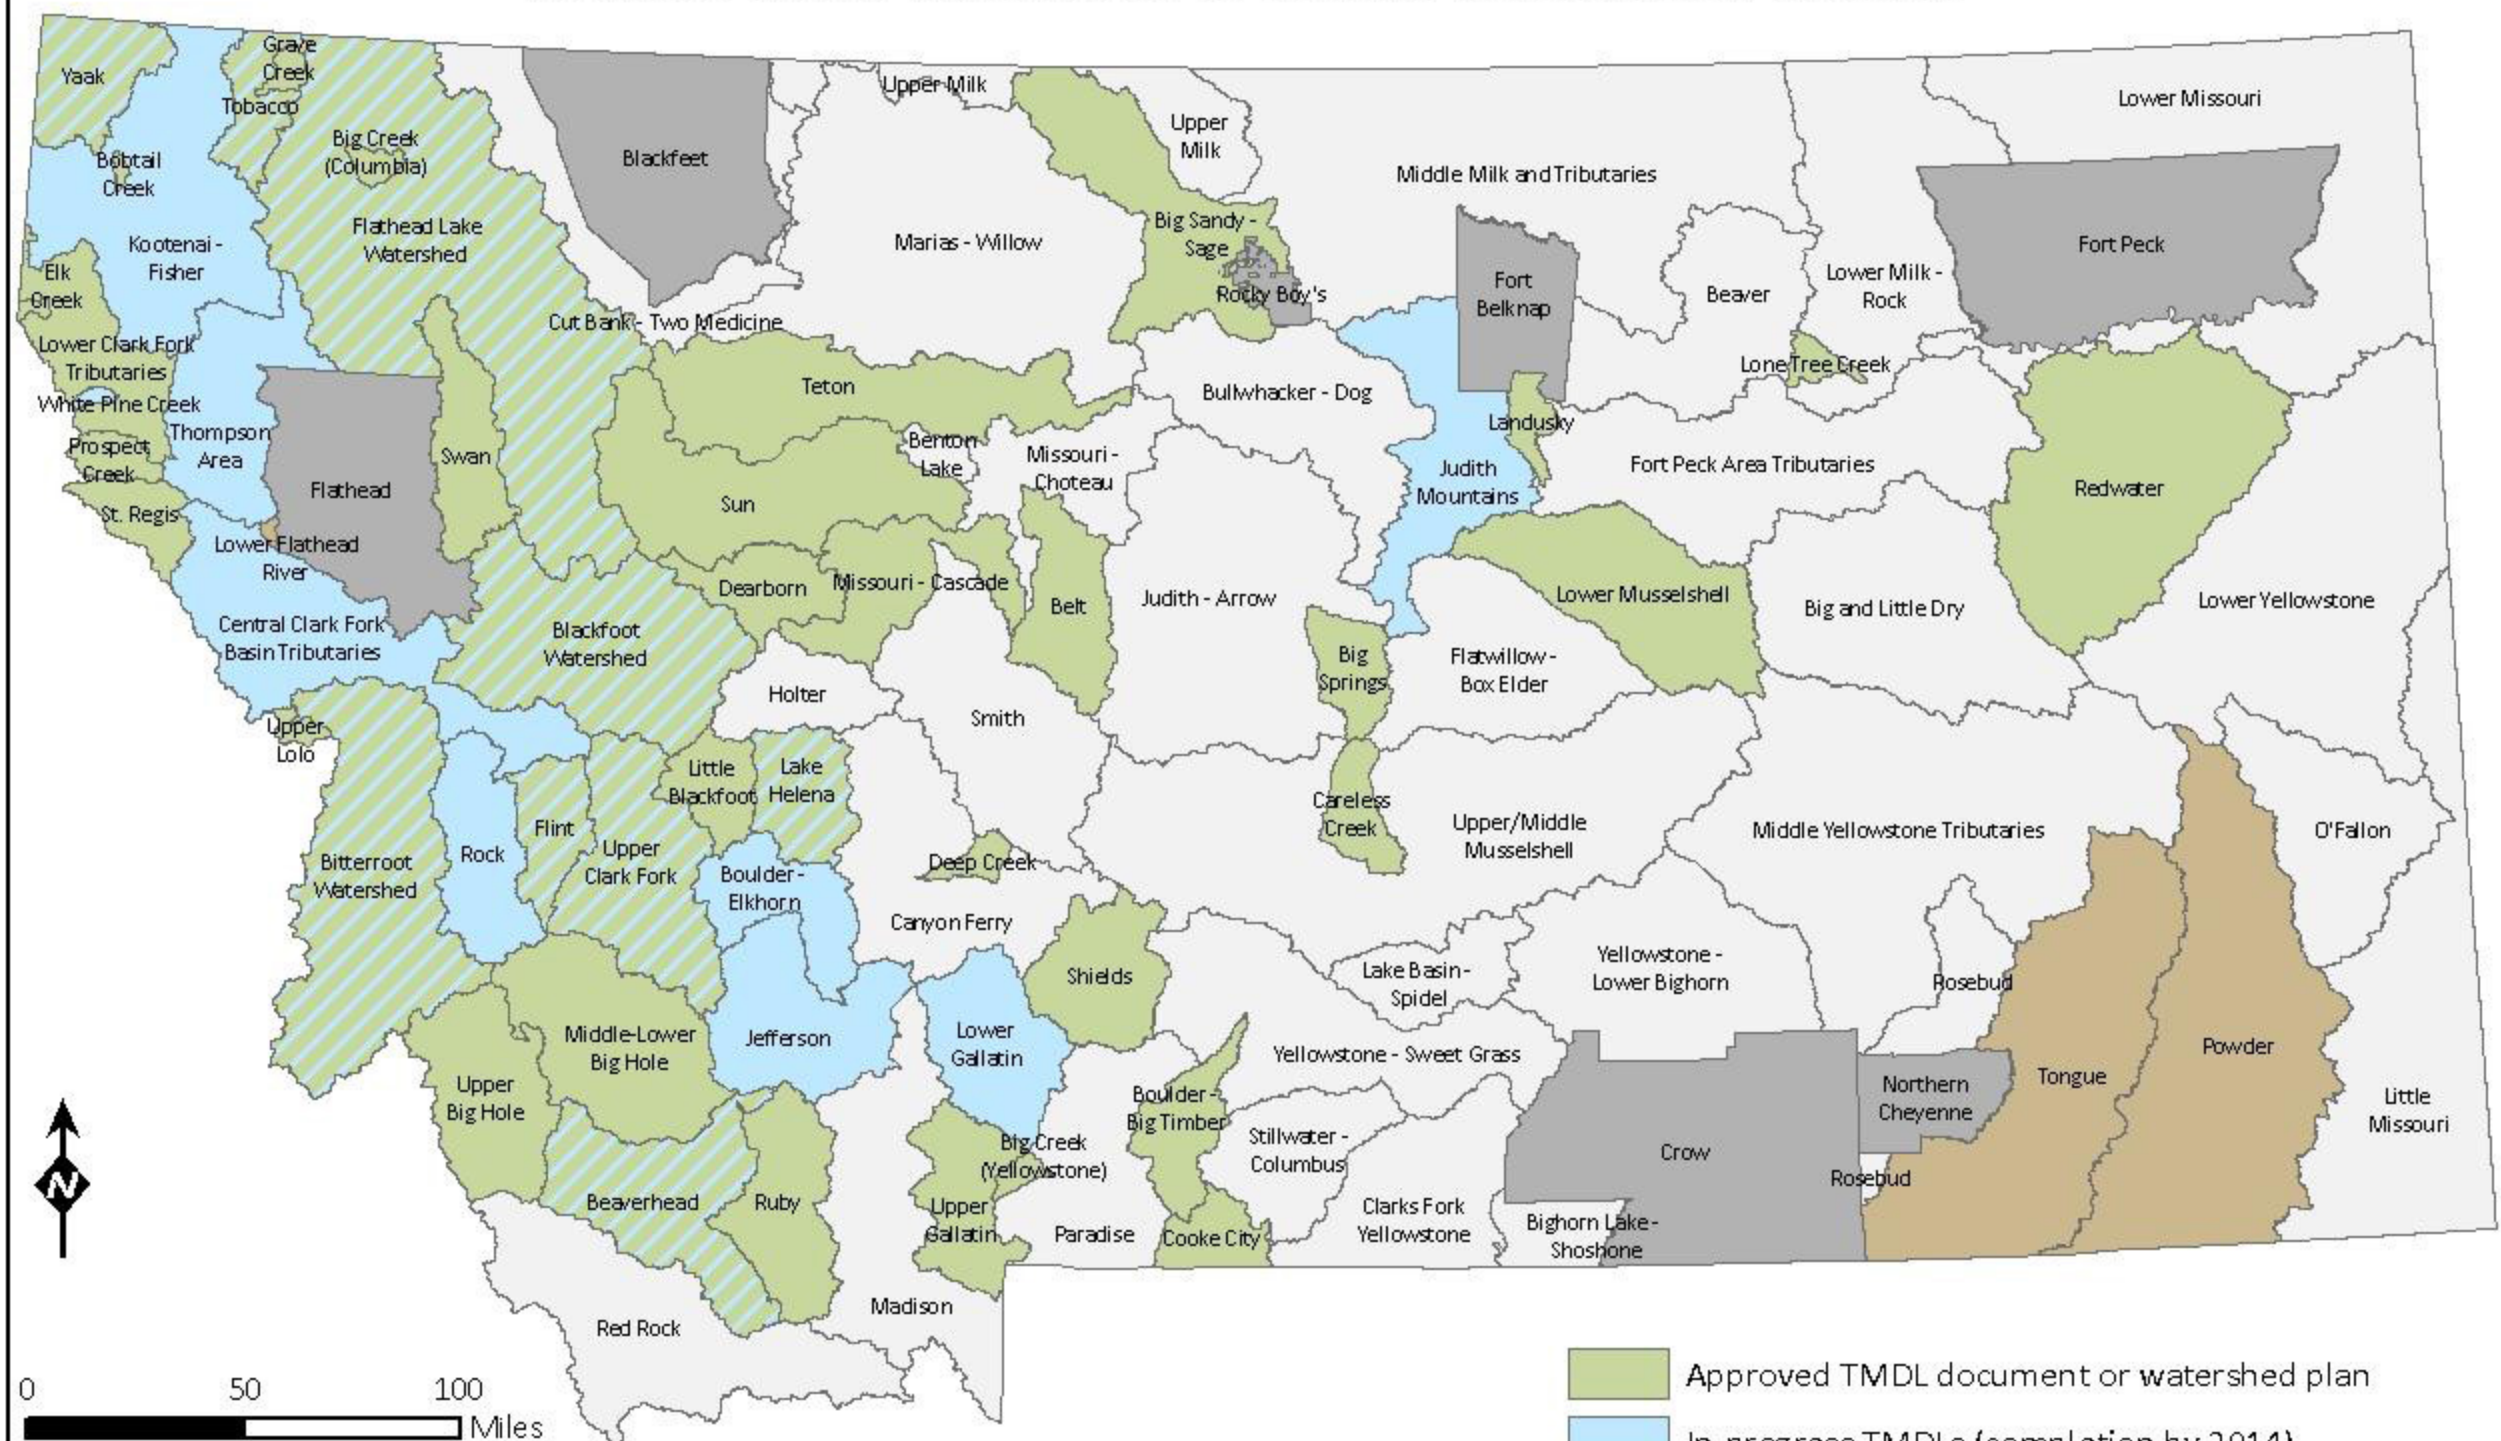 Yaak
Grave
Creek
Tobacco
Big Creek
(Columbia)
Bobtail
Creek
Kootenai -
Fisher
Flathead Lake
Watershed
Elk
Creek
Lower Clark Fork
Tributaries
White Pine Creek
Prospect
Creek
Thompson
Area
St. Regis
Flathead
Swan
Lower Flathead
River
Central Clark Fork
Basin Tributaries
Blackfeet
Cut Bank - Two Medicine
Upper Milk
Marias - Willow
Upper
Milk
Big Sandy -
Sage
Rocky Boy's
Middle Milk and Tributaries
Fort
Belknap
Beaver
Lower Milk -
Rock
Lower Missouri
Fort Peck
Lone Tree Creek
Teton
Sun
Benton
Lake
Missouri -
Choteau
Bullwhacker - Dog
Judith
Mountains
Landusky
Fort Peck Area Tributaries
Redwater
Dearborn
Missouri - Cascade
Belt
Judith - Arrow
Lower Musselshell
Big and Little Dry
Lower Yellowstone
Blackfoot
Watershed
Holter
Smith
Big
Springs
Flatwillow -
Box Elder
Upper
Lolo
Bitterroot
Watershed
Rock
Flint
Upper
Clark Fork
Little
Blackfoot
Lake
Helena
Boulder -
Elkhorn
Deep Creek
Canyon Ferry
Careless
Creek
Upper/Middle
Musselshell
Middle Yellowstone Tributaries
O'Fallon
Shields
Lake Basin -
Spidel
Yellowstone -
Lower Bighorn
Rosebud
Middle-Lower
Big Hole
Jefferson
Lower
Gallatin
Upper
Big Hole
Yellowstone - Sweet Grass
Boulder -
Big Timber
Big Creek
(Yellowstone)
Stillwater -
Columbus
Crow
Northern
Cheyenne
Tongue
Powder
Little
Missouri
Rosebud
Beaverhead
Ruby
Upper
Gallatin
Paradise
Cooke City
Clarks Fork
Yellowstone
Bighorn Lake -
Shoshone
Red Rock
Madison
N
0 50 100
Miles
Approved TMDL document or watershed plan
In-progress TMDLs (completion by 2014)